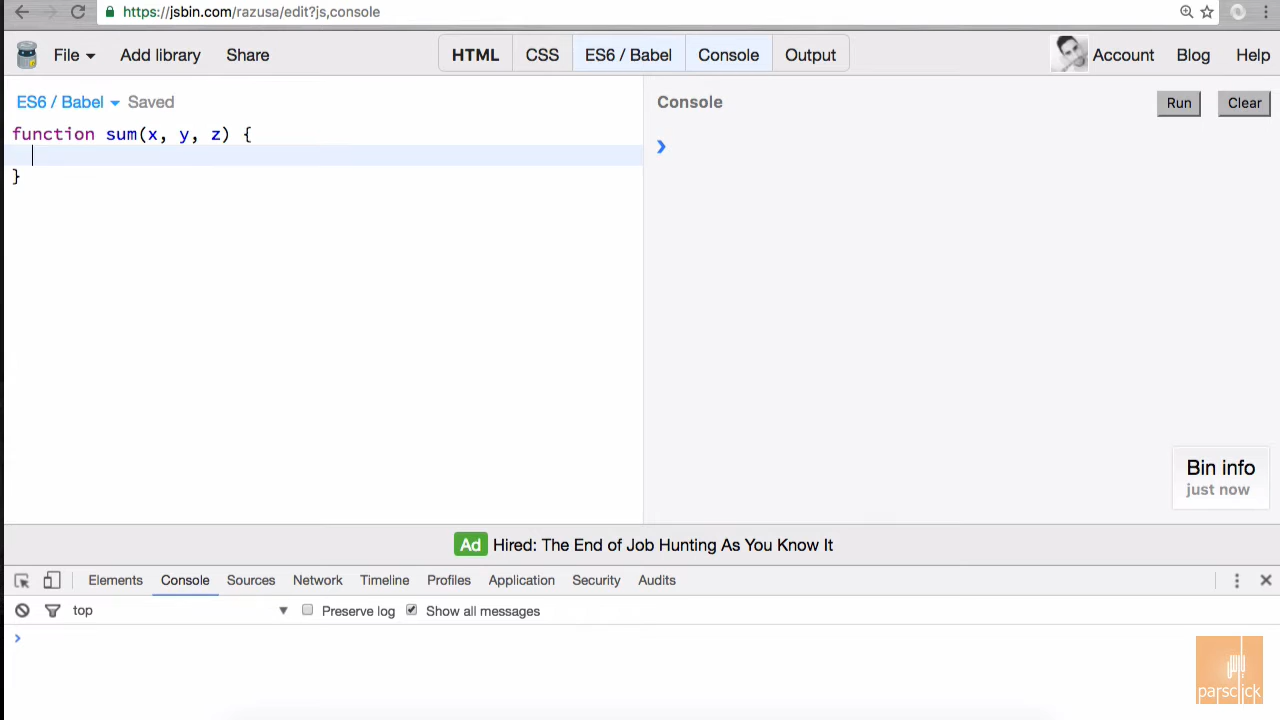 https://jsbin.com/razusa/edit?js,console
File Add library Share HTML CSS ES6 / Babel Console Output Account Blog Help
ES6 / Babel Saved
Console Run Clear
function sum(x, y, z) {
}
Bin info
just now
Ad Hired: The End of Job Hunting As You Know It
Elements Console Sources Network Timeline Profiles Application Security Audits
top Preserve log Show all messages
parsclick